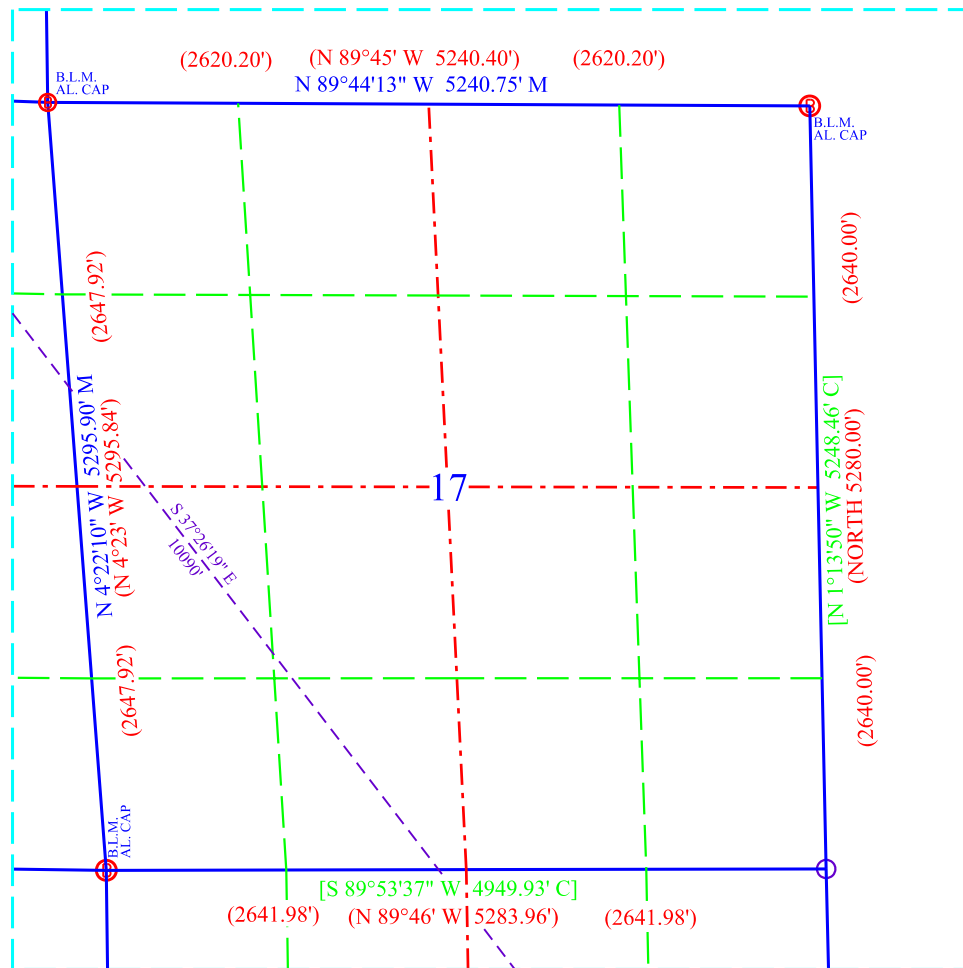 (2620.20')
(N 89°45' W 5240.40')
(2620.20')
N 89°44'13" W 5240.75' M
B.L.M.
AL. CAP
B.L.M.
AL. CAP
(2647.92')
(2640.00')
N 4°22'10" W 5295.90' M
(N 4°23' W 5295.84')
17
[N 1°13'50" W 5248.46' C]
(NORTH 5280.00')
S 37°26'19" E
10090'
(2647.92')
(2640.00')
B.L.M.
AL. CAP
[S 89°53'37" W 4949.93' C]
(2641.98')
(N 89°46' W 5283.96')
(2641.98')